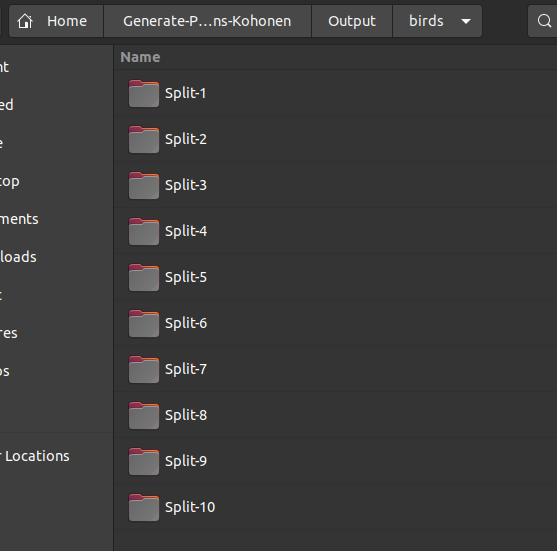 Home Generate-P...ns-Kohonen Output birds
Name
Split-1
Split-2
Split-3
Split-4
Split-5
Split-6
Split-7
Split-8
Split-9
Split-10
nt
ed
e
top
ments
loads
t
res
os
r Locations